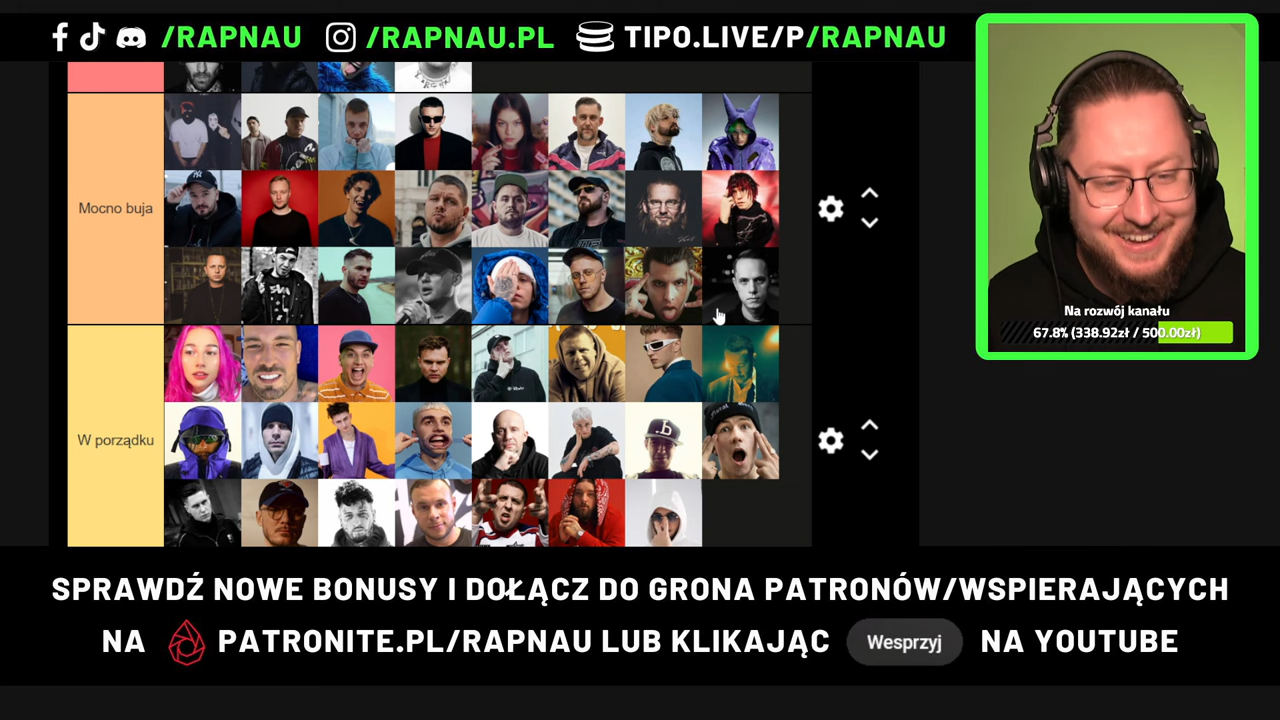 /RAPNAU /RAPNAU.PL TIPO.LIVE/P/RAPNAU
Mocno buja
Na rozwój kanału
67.8% (338.92zł / 500.00zł)
W porządku
SPRAWDŹ NOWE BONUSY I DOŁĄCZ DO GRONA PATRONÓW/WSPIERAJĄCYCH
NA PATRONITE.PL/RAPNAU LUB KLIKAJĄC Wesprzyj NA YOUTUBE